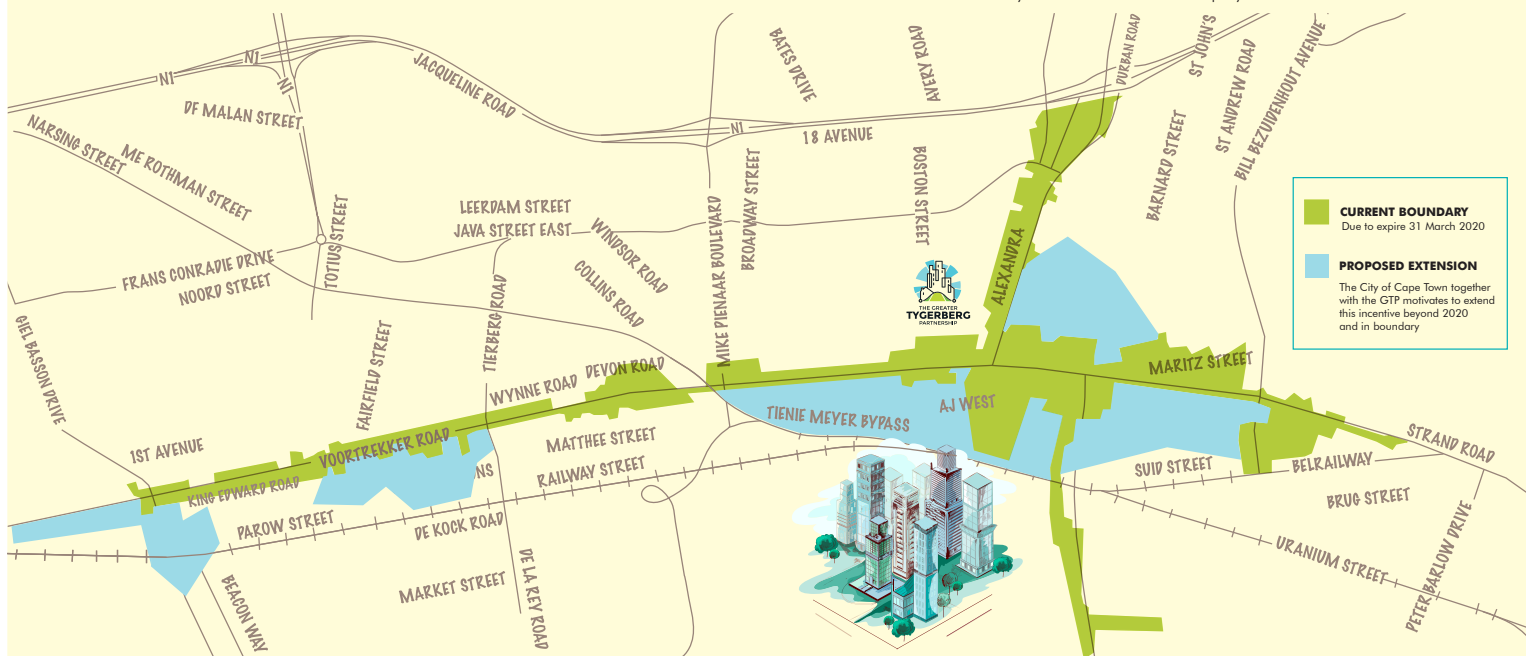 N1
N1
N1
JACQUELINE ROAD
DF MALAN STREET
NARSING STREET
ME ROTHMAN STREET
BATES DRIVE
AVERY ROAD
DURBAN ROAD
ST JOHN'S
ST ANDREW ROAD
BILL BEZUIDENHOUT AVENUE
N1
18 AVENUE
BARNARD STREET
BOSTON STREET
BROADWAY STREET
MIKE PIENAAR BOULEVARD
LEERDAM STREET
JAVA STREET EAST
WINDSOR ROAD
COLLINS ROAD
TOTIUS STREET
FRANS CONRADIE DRIVE
NOORD STREET
GIEL BASSON DRIVE
TIERBERG ROAD
FAIRFIELD STREET
ALEXANDRA
THE GREATER
TYGERBERG
PARTNERSHIP
CURRENT BOUNDARY
Due to expire 31 March 2020
PROPOSED EXTENSION
The City of Cape Town together
with the GTP motivates to extend
this incentive beyond 2020
and in boundary
MARITZ STREET
WYNNE ROAD
DEVON ROAD
AJ WEST
TIENIE MEYER BYPASS
1ST AVENUE
VOORTREKKER ROAD
MATTHEE STREET
STRAND ROAD
KING EDWARD ROAD
NS
RAILWAY STREET
SUID STREET
BELRAILWAY
BRUG STREET
PAROW STREET
DE KOCK ROAD
URANIUM STREET
PETER BARLOW DRIVE
MARKET STREET
DE LA REY ROAD
BEACON WAY